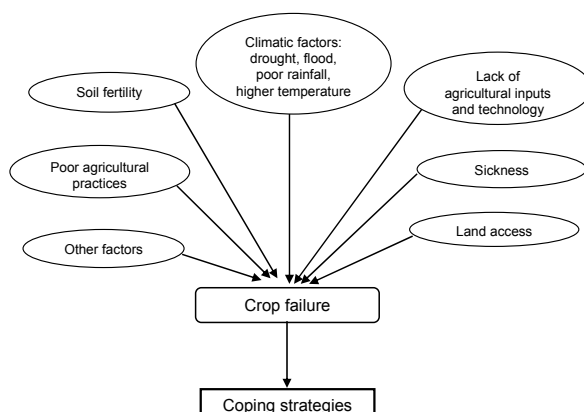 Climatic factors:
drought, flood,
poor rainfall,
higher temperature
Soil fertility
Lack of
agricultural inputs
and technology
Poor agricultural
practices
Sickness
Other factors
Land access
Crop failure
Coping strategies